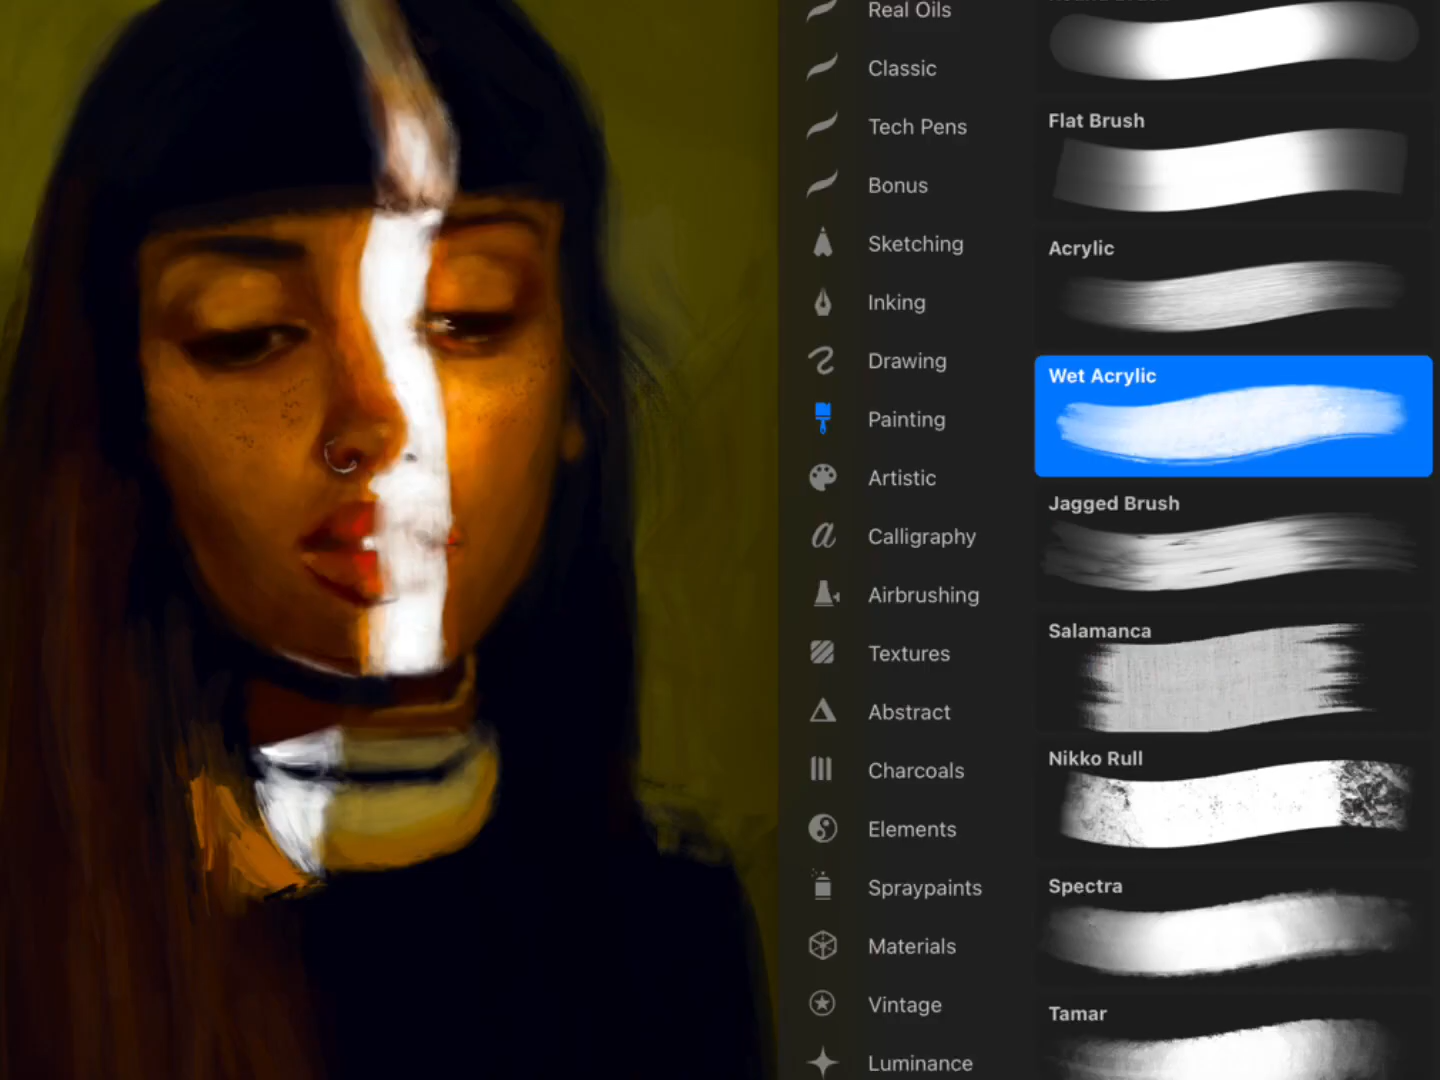 Real Oils
Classic
Tech Pens
Bonus
Sketching
Inking
Drawing
Painting
Artistic
Calligraphy
Airbrushing
Textures
Abstract
Charcoals
Elements
Spraypaints
Materials
Vintage
Luminance
Flat Brush
Acrylic
Wet Acrylic
Jagged Brush
Salamanca
Nikko Rull
Spectra
Tamar